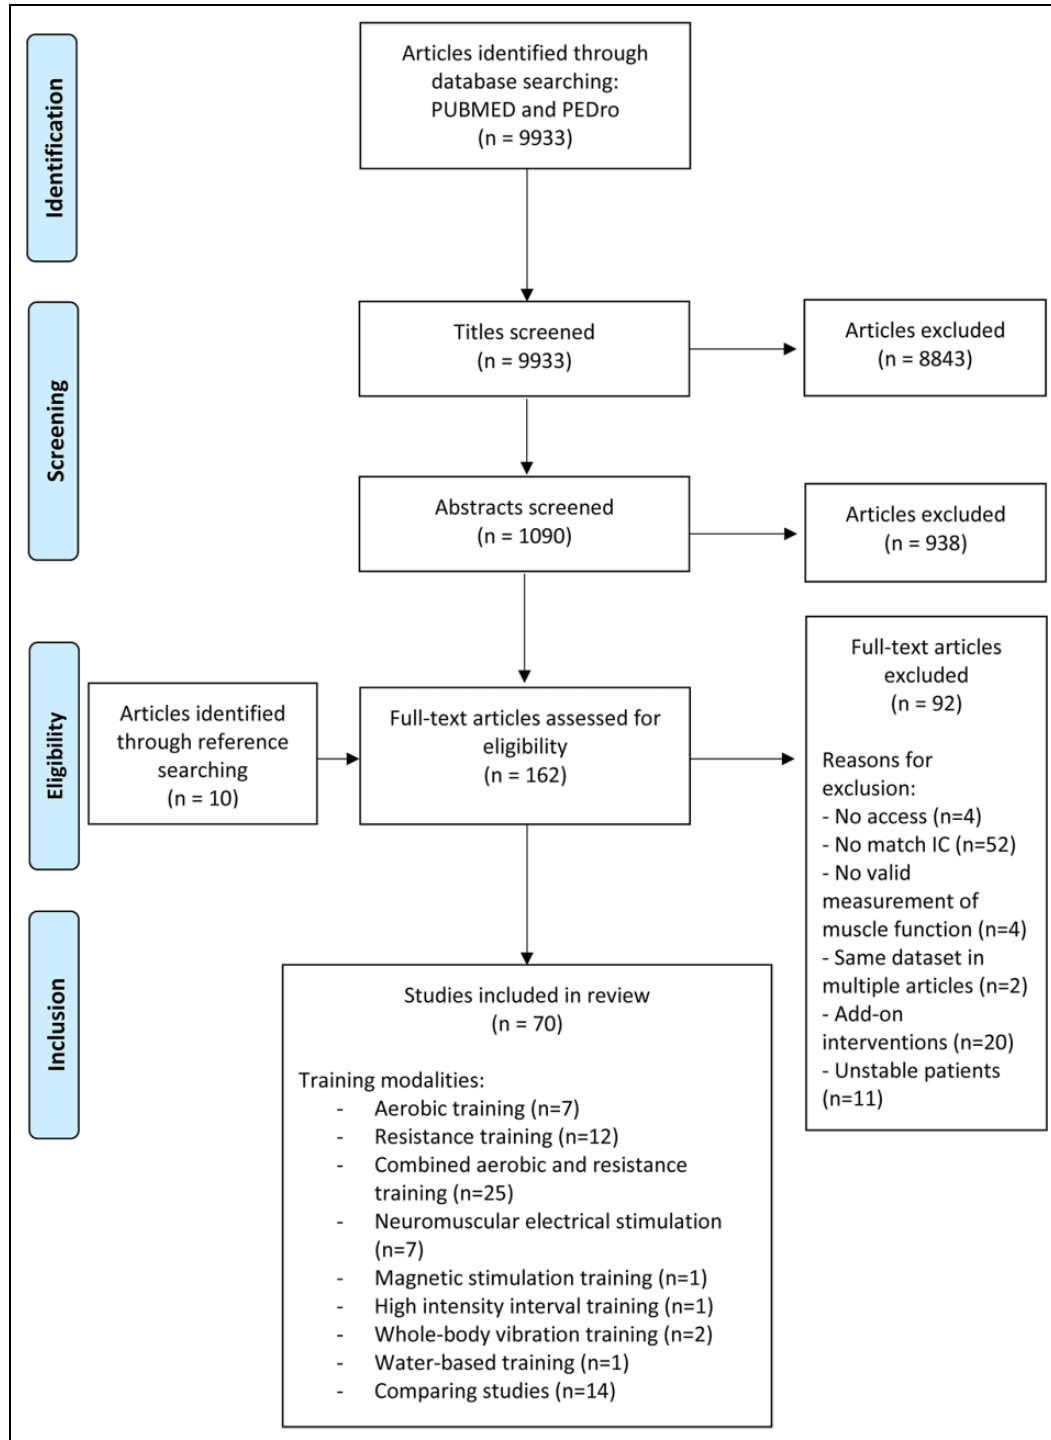 Identification
Articles identified through
database searching:
PUBMED and PEDro
(n = 9933)
Screening
Titles screened
(n = 9933)
Articles excluded
(n = 8843)
Abstracts screened
(n = 1090)
Articles excluded
(n = 938)
Eligibility
Articles identified
through reference
searching
(n = 10)
Full-text articles assessed for
eligibility
(n = 162)
Full-text articles
excluded
(n = 92)
Reasons for
exclusion:
- No access (n=4)
- No match IC (n=52)
- No valid
measurement of
muscle function (n=4)
- Same dataset in
multiple articles (n=2)
- Add-on
interventions (n=20)
- Unstable patients
(n=11)
Inclusion
Studies included in review
(n = 70)
Training modalities:
- Aerobic training (n=7)
- Resistance training (n=12)
- Combined aerobic and resistance
training (n=25)
- Neuromuscular electrical stimulation
(n=7)
- Magnetic stimulation training (n=1)
- High intensity interval training (n=1)
- Whole-body vibration training (n=2)
- Water-based training (n=1)
- Comparing studies (n=14)